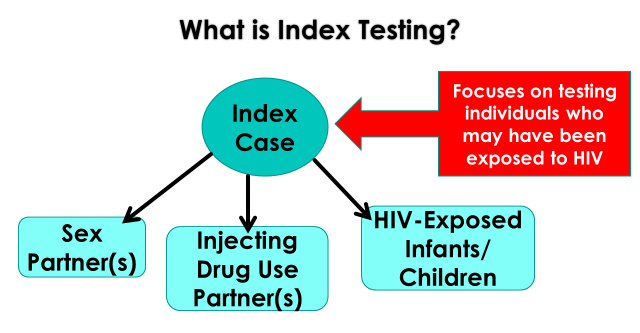 What is Index Testing?
Index
Case
Focuses on testing
individuals who
may have been
exposed to HIV
Sex
Partner(s)
Injecting
Drug Use
Partner(s)
HIV-Exposed
Infants/
Children